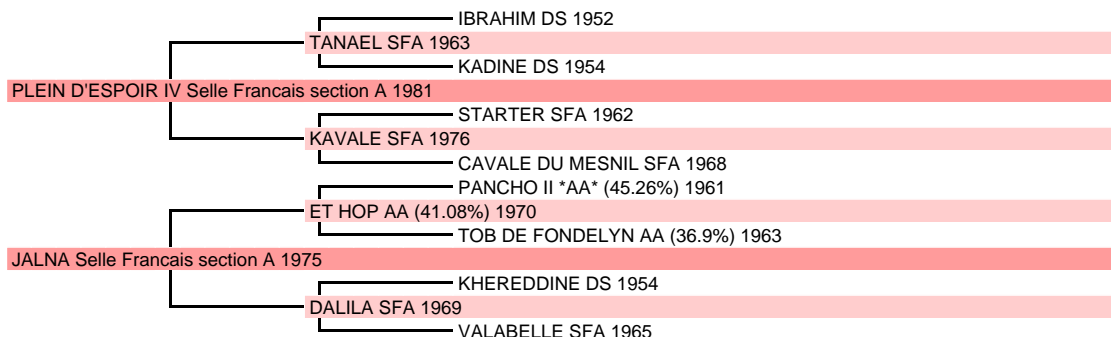 IBRAHIM DS 1952
TANAEL SFA 1963
KADINE DS 1954
PLEIN D'ESPOIR IV Selle Francais section A 1981
STARTER SFA 1962
KAVALE SFA 1976
CAVALE DU MESNIL SFA 1968
PANCHO II *AA* (45.26%) 1961
ET HOP AA (41.08%) 1970
TOB DE FONDELYN AA (36.9%) 1963
JALNA Selle Francais section A 1975
KHEREDDINE DS 1954
DALILA SFA 1969
VALABELLE SFA 1965